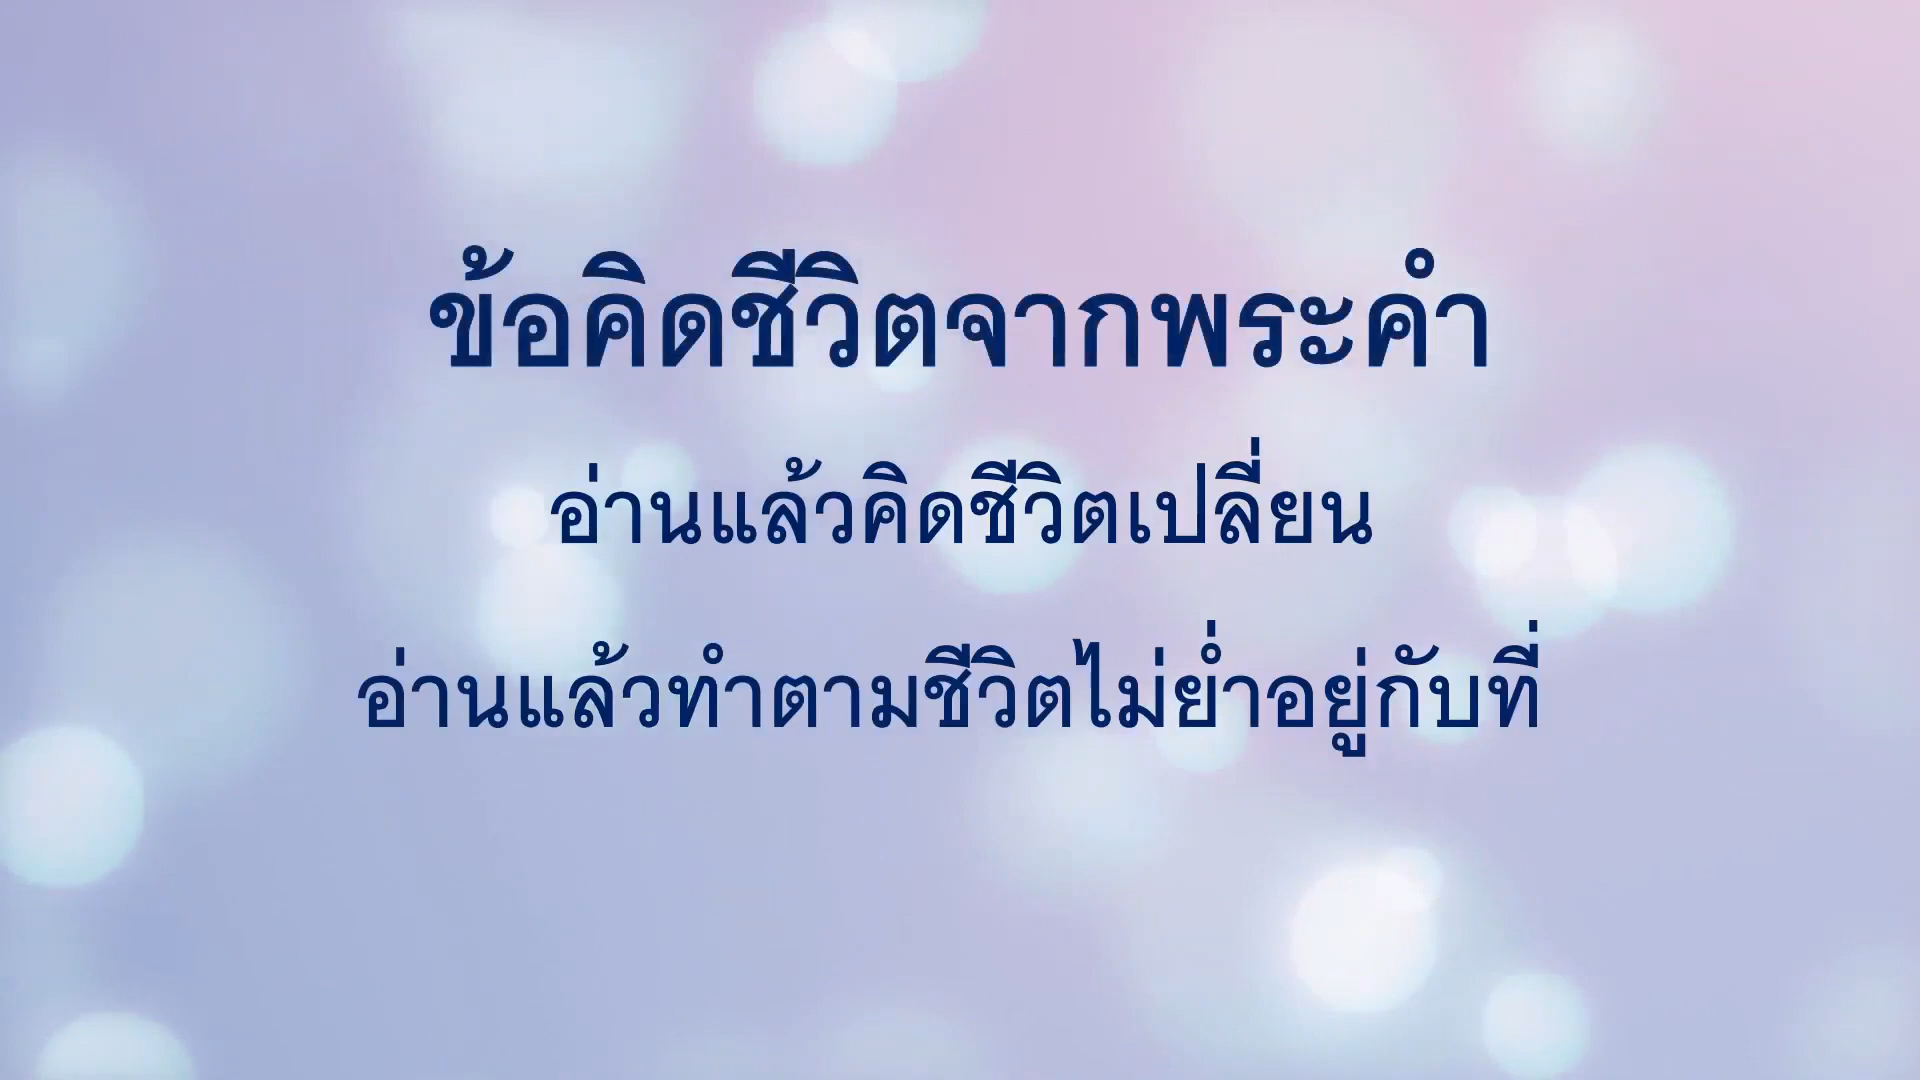 ข้อคิดชีวิตจากพระคำ
อ่านแล้วคิดชีวิตเปลี่ยน
อ่านแล้วทำตามชีวิตไม่ย่ำอยู่กับที่